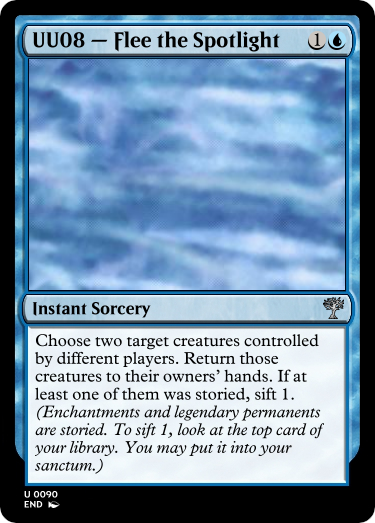 UU08 — Flee the Spotlight 1
Instant Sorcery
Choose two target creatures controlled
by different players. Return those
creatures to their owners’ hands. If at
least one of them was storied, sift 1.
(Enchantments and legendary permanents
are storied. To sift 1, look at the top card of
your library. You may put it into your
sanctum.)
U 0090
END